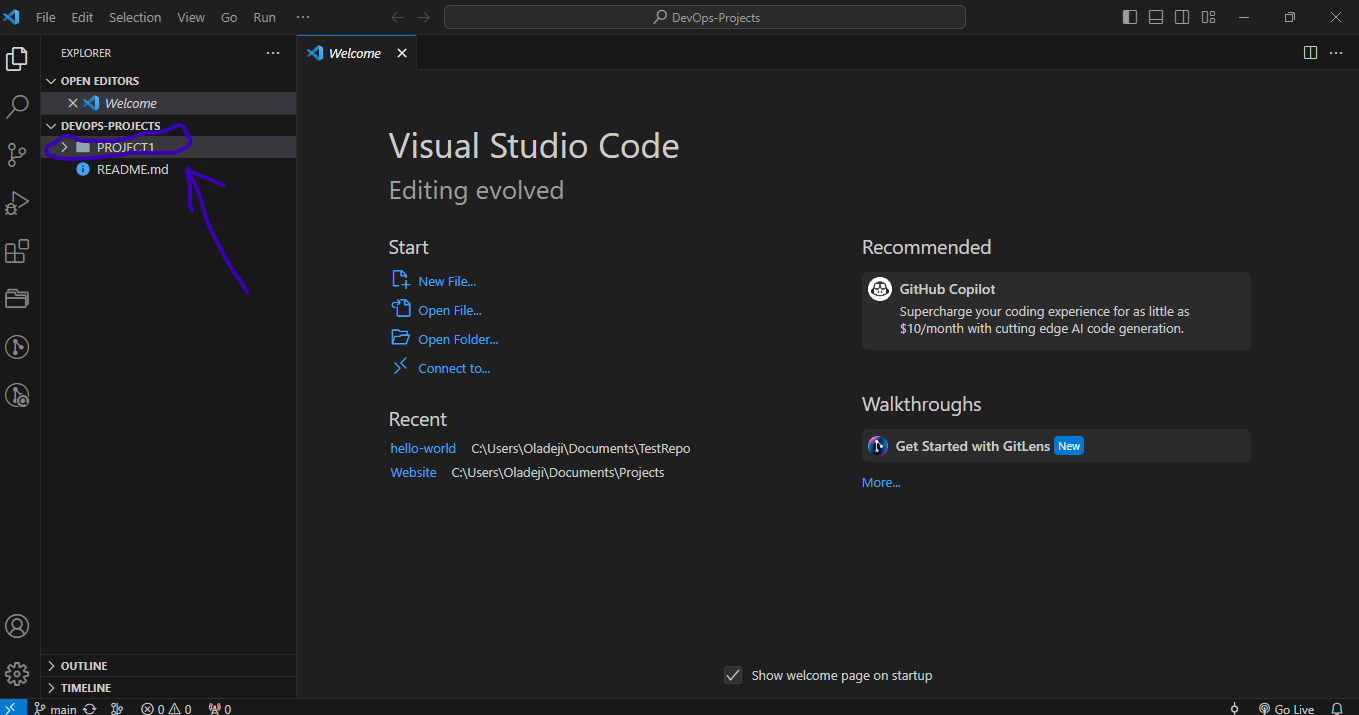 File Edit Selection View Go Run ··· DevOps-Projects
EXPLORER ···
Welcome
OPEN EDITORS
Welcome
DEVOPS-PROJECTS
PROJECT1
README.md
Visual Studio Code
Editing evolved
Start
New File...
Open File...
Open Folder...
Connect to...
Recent
hello-world C:\Users\Oladeji\Documents\TestRepo
Website C:\Users\Oladeji\Documents\Projects
Recommended
GitHub Copilot
Supercharge your coding experience for as little as
$10/month with cutting edge AI code generation.
Walkthroughs
Get Started with GitLens New
More...
Show welcome page on startup
OUTLINE
TIMELINE
main 0 0 0 Go Live